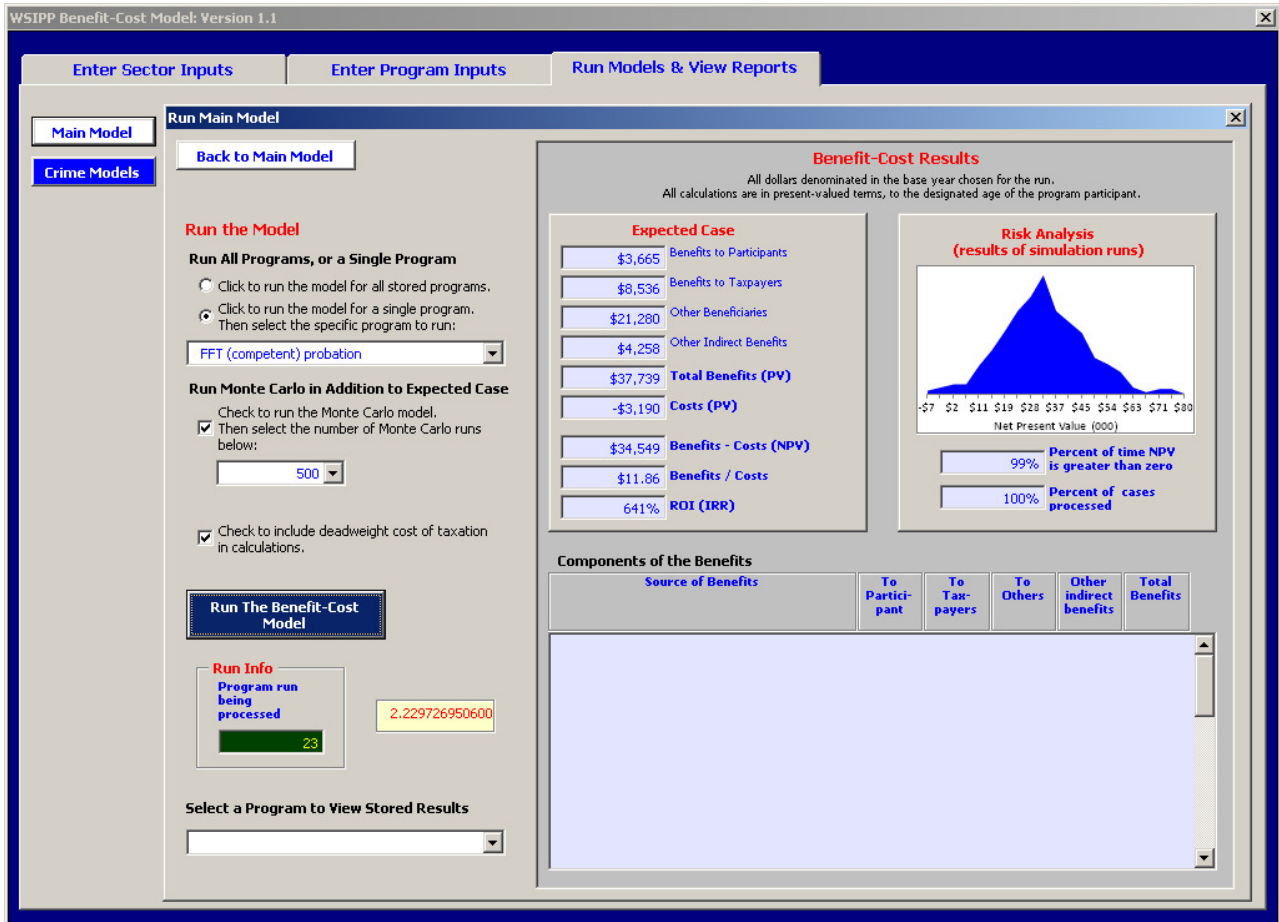 WSIPP Benefit-Cost Model: Version 1.1
Enter Sector Inputs
Enter Program Inputs
Run Models & View Reports
Main Model
Crime Models
Run Main Model
Back to Main Model
Run the Model
Run All Programs, or a Single Program
Click to run the model for all stored programs.
Click to run the model for a single program.
Then select the specific program to run:
FFT (competent) probation
Run Monte Carlo in Addition to Expected Case
Check to run the Monte Carlo model.
Then select the number of Monte Carlo runs
below:
500
Check to include deadweight cost of taxation
in calculations.
Run The Benefit-Cost
Model
Run Info
Program run
being
processed
23
2.229726950600
Select a Program to View Stored Results
Benefit-Cost Results
All dollars denominated in the base year chosen for the run.
All calculations are in present-valued terms, to the designated age of the program participant.
Expected Case
$3,665 Benefits to Participants
$8,536 Benefits to Taxpayers
$21,280 Other Beneficiaries
$4,258 Other Indirect Benefits
$37,739 Total Benefits (PV)
-$3,190 Costs (PV)
$34,549 Benefits - Costs (NPV)
$11.86 Benefits / Costs
641% ROI (IRR)
Risk Analysis
(results of simulation runs)
-$7 $2 $11 $19 $28 $37 $45 $54 $63 $71 $80
Net Present Value (000)
99% Percent of time NPV
is greater than zero
100% Percent of cases
processed
Components of the Benefits
Source of Benefits
To
Partici-
pant
To
Tax-
payers
To
Others
Other
indirect
benefits
Total
Benefits